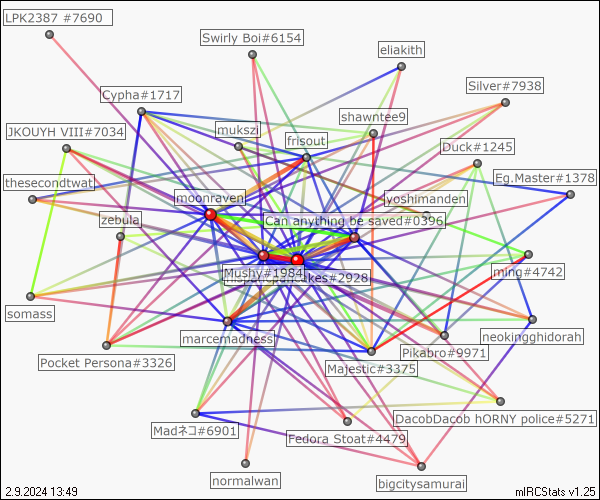 LPK2387 #7690
Swirly Boi#6154
eliakith
Cypha#1717
Silver#7938
shawntee9
JKOUYH VIII#7034
mukszi
frisout
Duck#1245
thesecondtwat
Eg.Master#1378
moonraven
yoshimanden
zebula
Can anything be saved#0396
Mushy#1984
cakes#2928
ming#4742
somass
marcemadness
neokingghidorah
Pocket Persona#3326
Majestic#3375
Pikabro#9971
Madネコ#6901
Fedora Stoat#4479
DacobDacob hORNY police#5271
normalwan
bigcitysamurai
2.9.2024 13:49
mIRCStats v1.25